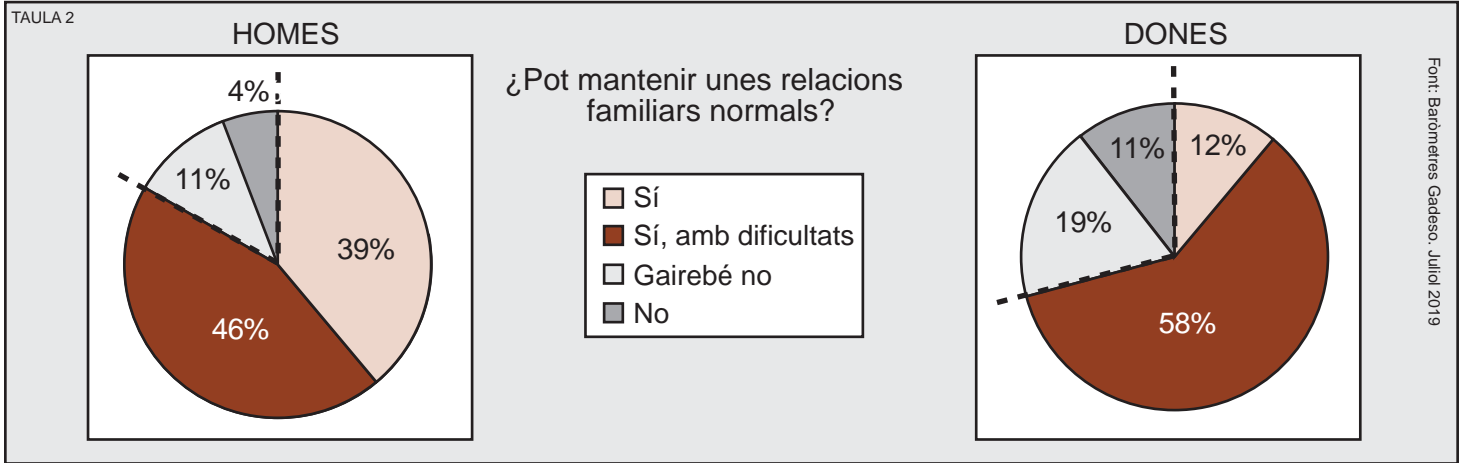 TAULA 2
HOMES
4%
11%
39%
46%
¿Pot mantenir unes relacions
familiars normals?
Sí
Sí, amb dificultats
Gairebé no
No
DONES
11%
12%
19%
58%
Font: Baròmetres Gadeso. Juliol 2019